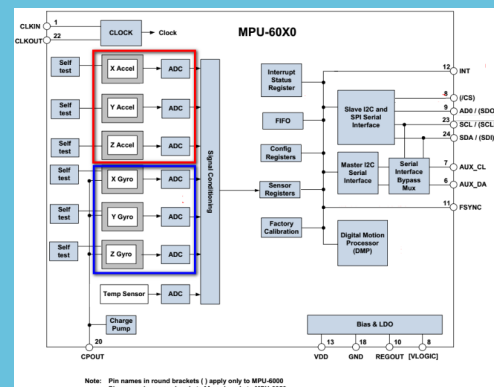 MPU-60X0
CLKIN 1
CLKOUT 22
CLOCK
Clock
Self test
X Accel
ADC
Self test
Y Accel
ADC
Self test
Z Accel
ADC
Self test
X Gyro
ADC
Self test
Y Gyro
ADC
Self test
Z Gyro
ADC
Temp Sensor
ADC
Charge Pump
20
CPOUT
Signal Conditioning
Interrupt Status Register
FIFO
Config Registers
Sensor Registers
Factory Calibration
Slave I2C and SPI Serial Interface
Master I2C Serial Interface
Serial Interface Bypass Mux
Digital Motion Processor (DMP)
12 INT
8 (/CS)
9 AD0 / (SDO
23 SCL / (SCL
24 SDA / (SDI)
7 AUX_CL
6 AUX_DA
11 FSYNC
Bias & LDO
13 18 10 8
VDD GND REGOUT [VLOGIC]
Note: Pin names in round brackets ( ) apply only to MPU-6000